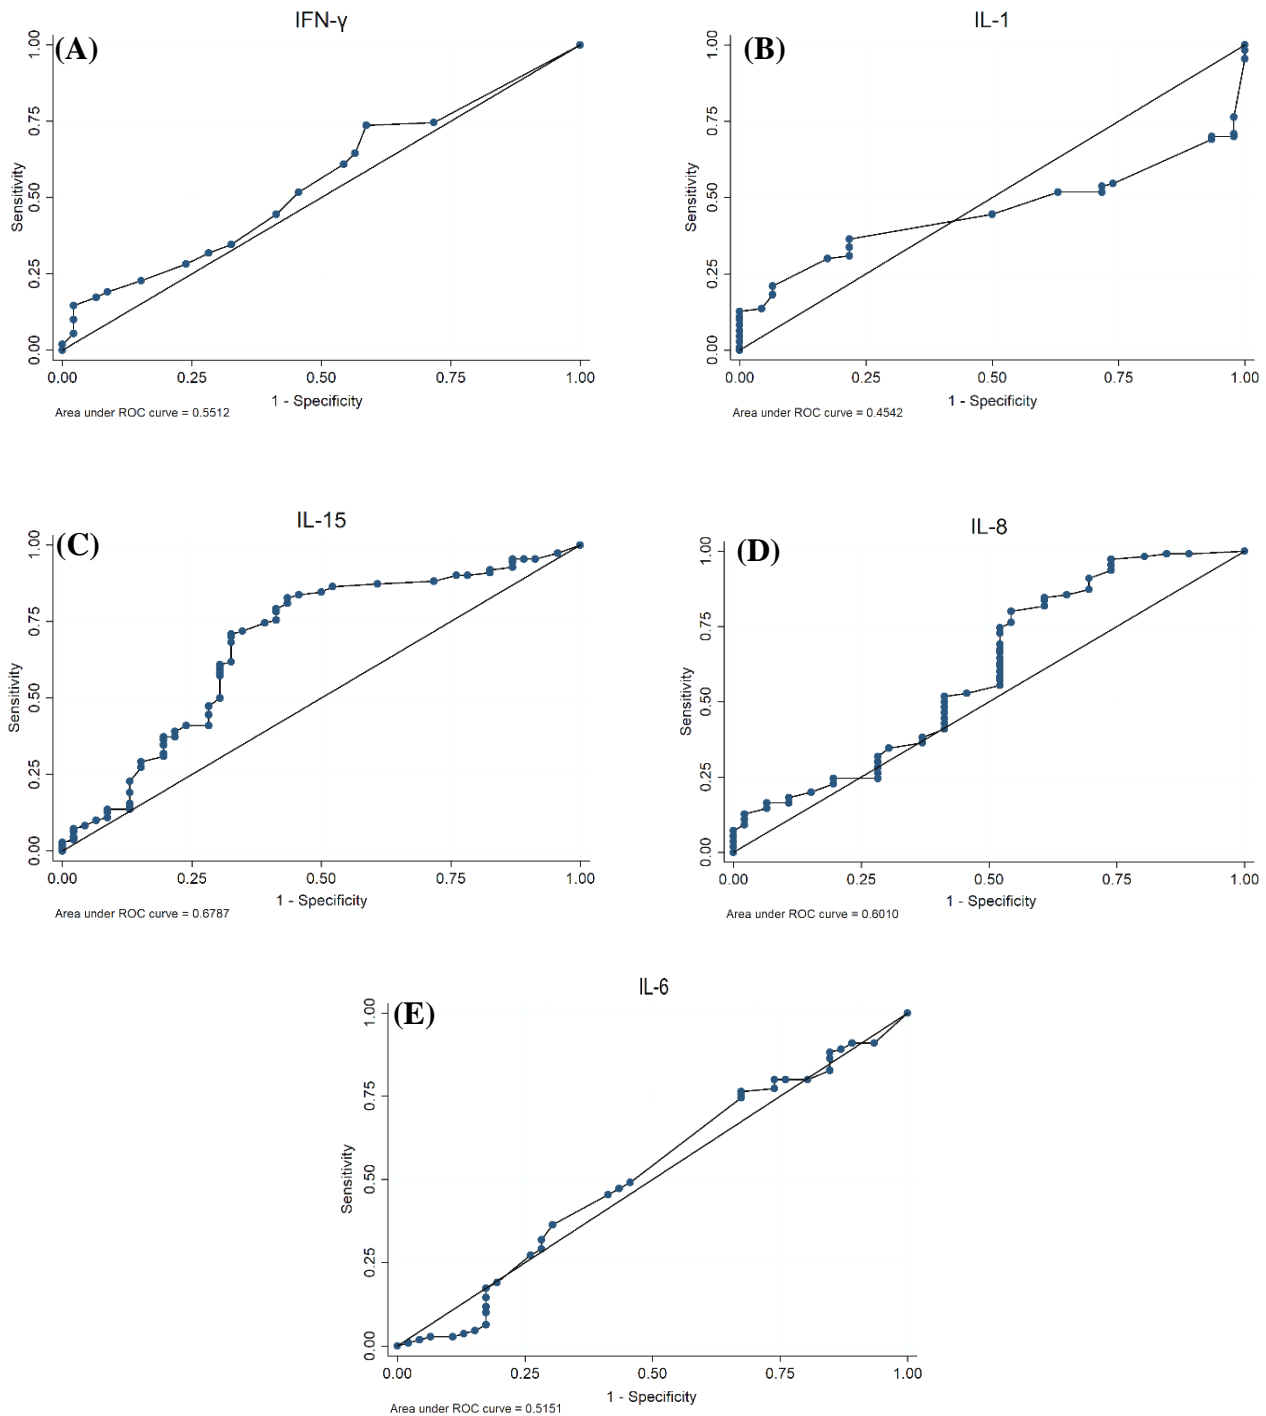 IFN-γ
(A)
1.00
0.75
0.50
0.25
0.00
Sensitivity
0.00 0.25 0.50 0.75 1.00
1 - Specificity
Area under ROC curve = 0.5512
IL-1
(B)
1.00
0.75
0.50
0.25
0.00
Sensitivity
0.00 0.25 0.50 0.75 1.00
1 - Specificity
Area under ROC curve = 0.4542
IL-15
(C)
1.00
0.75
0.50
0.25
0.00
Sensitivity
0.00 0.25 0.50 0.75 1.00
1 - Specificity
Area under ROC curve = 0.6787
IL-8
(D)
1.00
0.75
0.50
0.25
0.00
Sensitivity
0.00 0.25 0.50 0.75 1.00
1 - Specificity
Area under ROC curve = 0.6010
IL-6
(E)
1.00
0.75
0.50
0.25
0.00
Sensitivity
0.00 0.25 0.50 0.75 1.00
1 - Specificity
Area under ROC curve = 0.5151